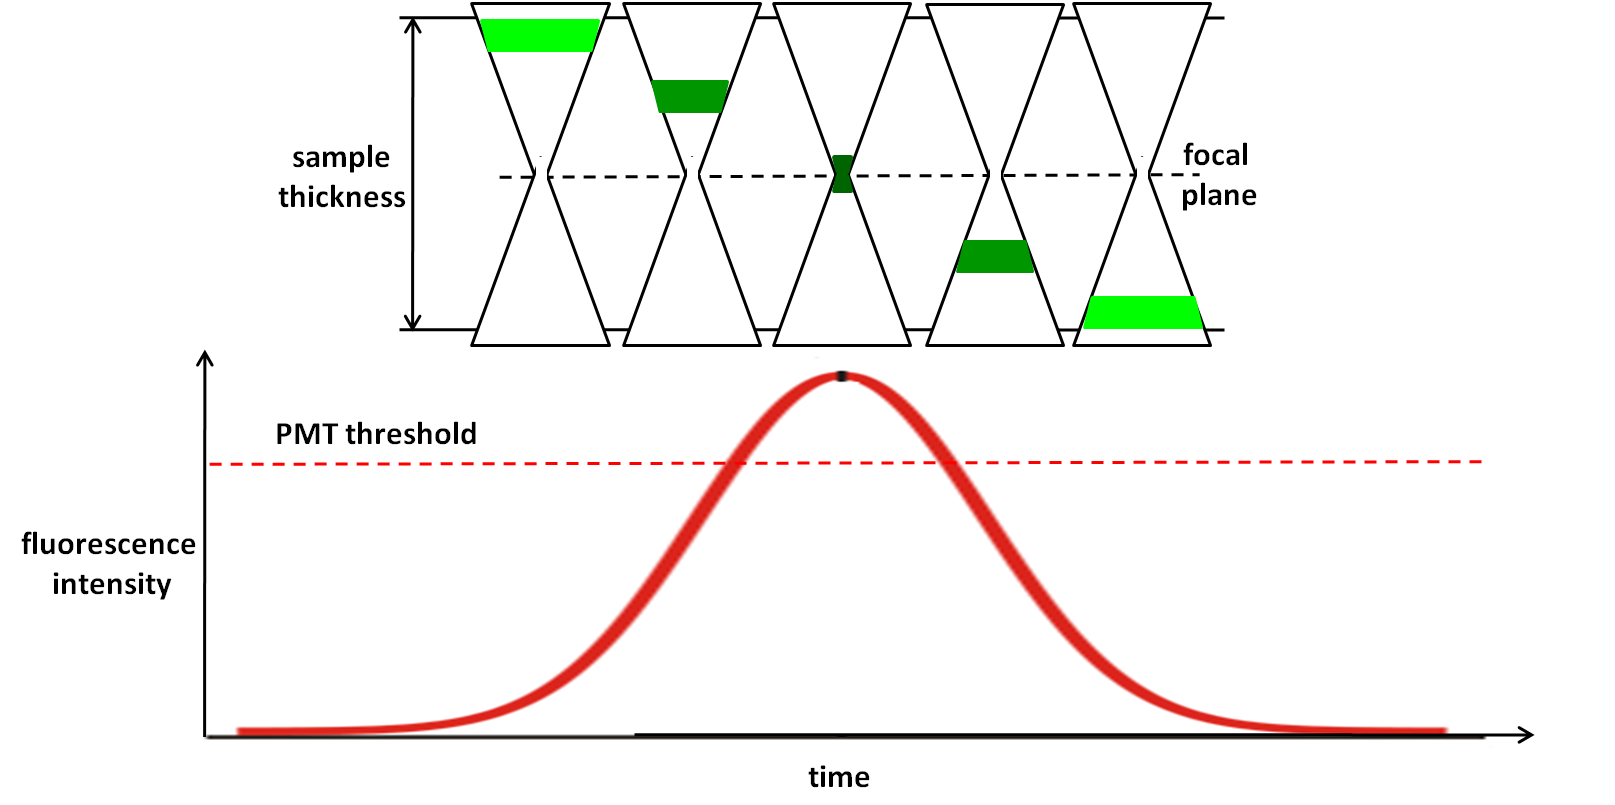 sample
thickness
focal
plane
PMT threshold
fluorescence
intensity
time